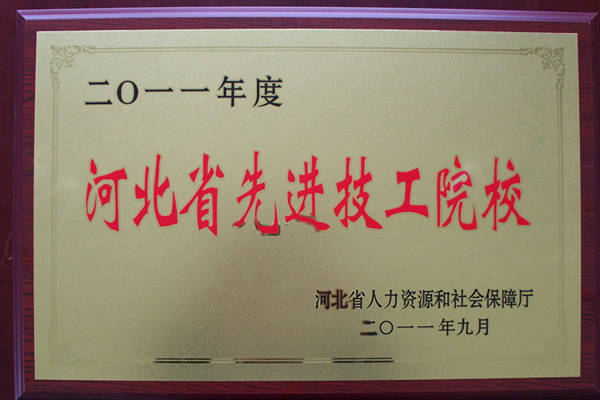 二〇一一年度
河北省先进技工院校
河北省人力资源和社会保障厅
二〇一一年九月